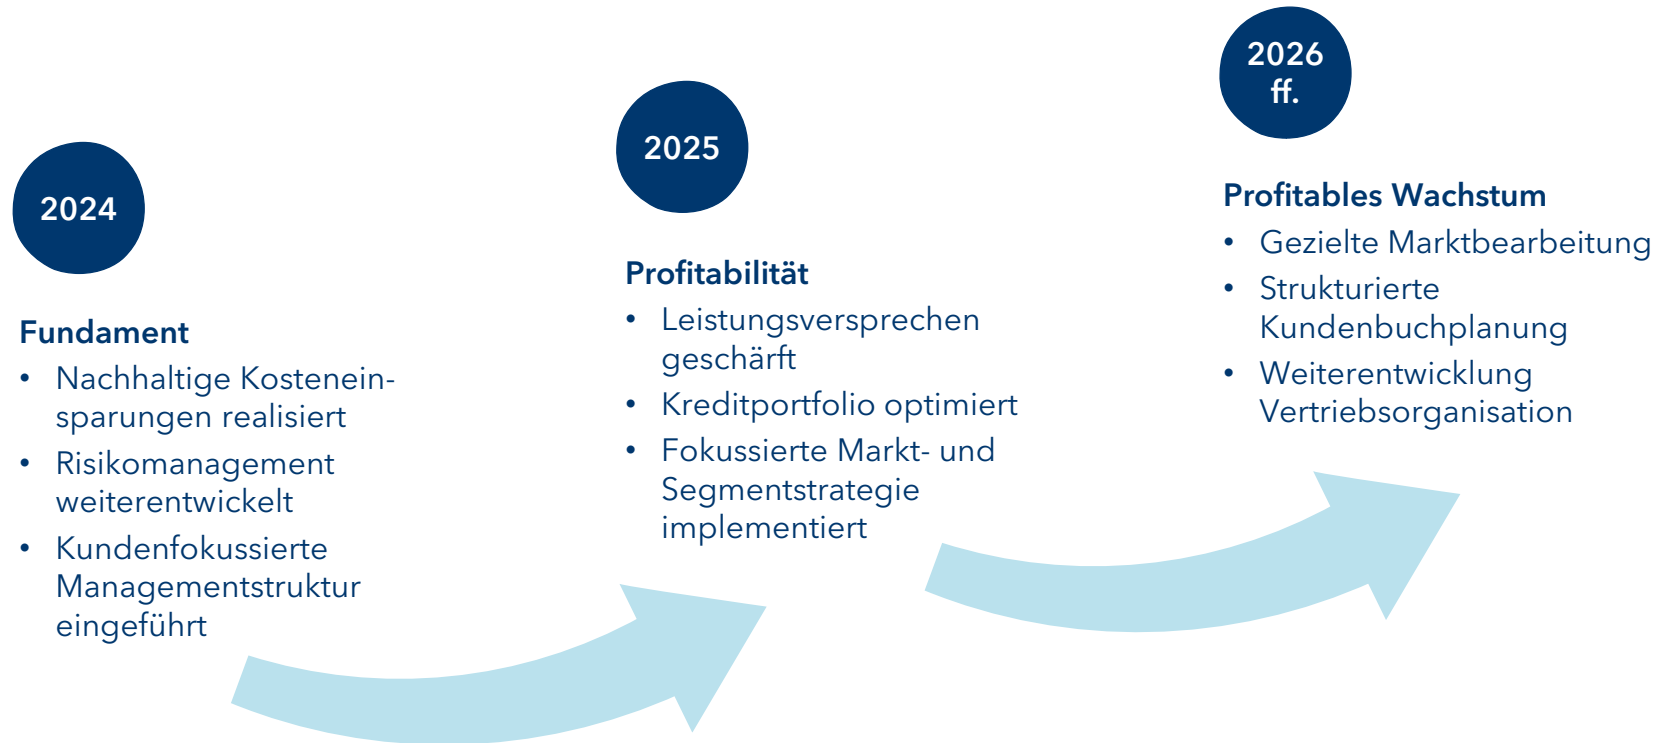 2024
Fundament
• Nachhaltige Kostenein-
sparungen realisiert
• Risikomanagement
weiterentwickelt
• Kundenfokussierte
Managementstruktur
eingeführt
2025
Profitabilität
• Leistungsversprechen
geschärft
• Kreditportfolio optimiert
• Fokussierte Markt- und
Segmentstrategie
implementiert
2026
ff.
Profitables Wachstum
• Gezielte Marktbearbeitung
• Strukturierte
Kundenbuchplanung
• Weiterentwicklung
Vertriebsorganisation